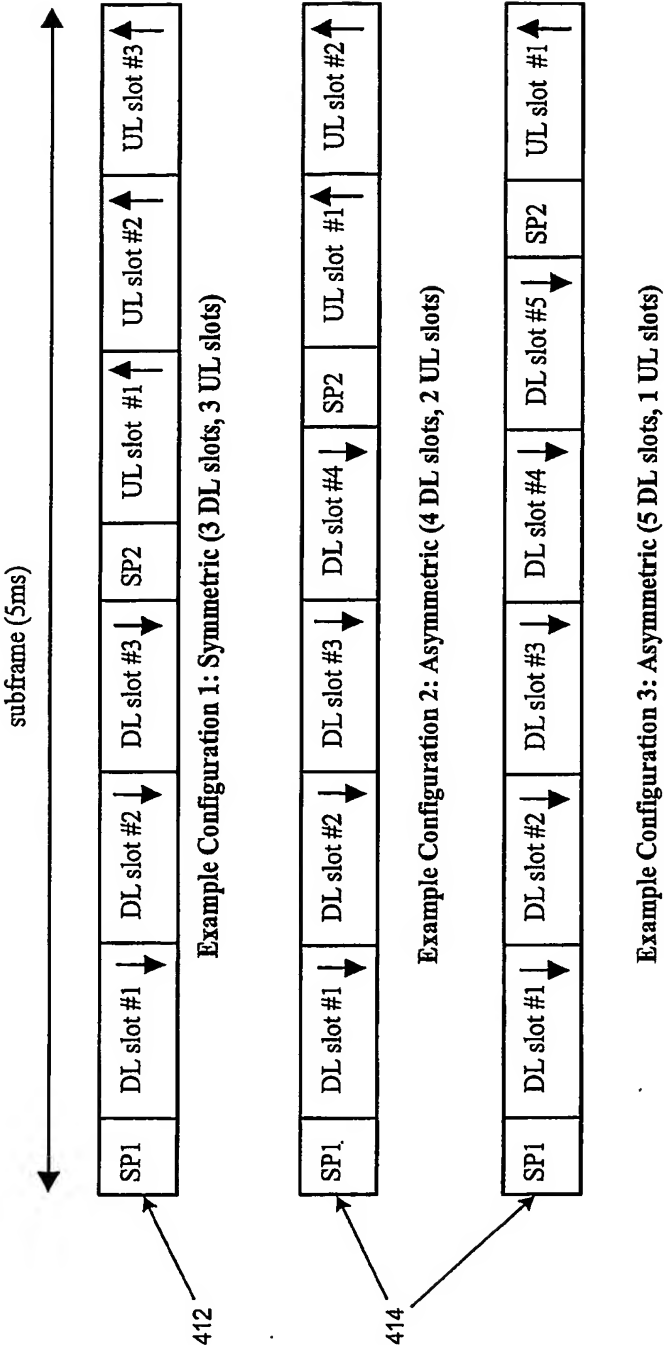 subframe (5ms)
SP1 DL slot #1 DL slot #2 DL slot #3 SP2 UL slot #1 UL slot #2 UL slot #3
412
Example Configuration 1: Symmetric (3 DL slots, 3 UL slots)
SP1 DL slot #1 DL slot #2 DL slot #3 DL slot #4 SP2 UL slot #1 UL slot #2
414
Example Configuration 2: Asymmetric (4 DL slots, 2 UL slots)
SP1 DL slot #1 DL slot #2 DL slot #3 DL slot #4 DL slot #5 SP2 UL slot #1
Example Configuration 3: Asymmetric (5 DL slots, 1 UL slots)